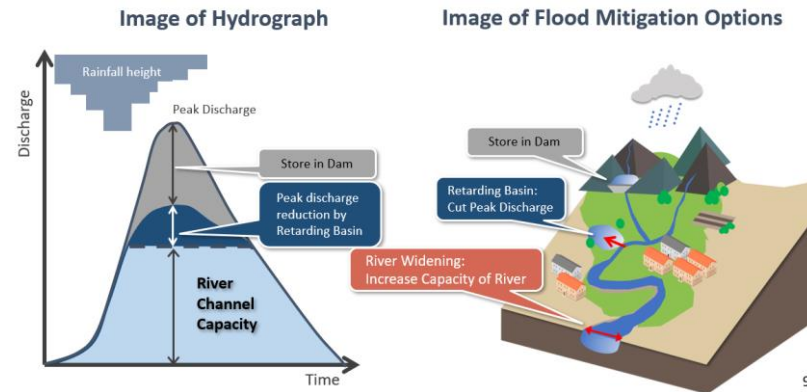 Image of Hydrograph
Image of Flood Mitigation Options
Discharge
Rainfall height
Peak Discharge
Store in Dam
Peak discharge
reduction by
Retarding Basin
River
Channel
Capacity
Time
Store in Dam
Retarding Basin:
Cut Peak Discharge
River Widening:
Increase Capacity of River
9